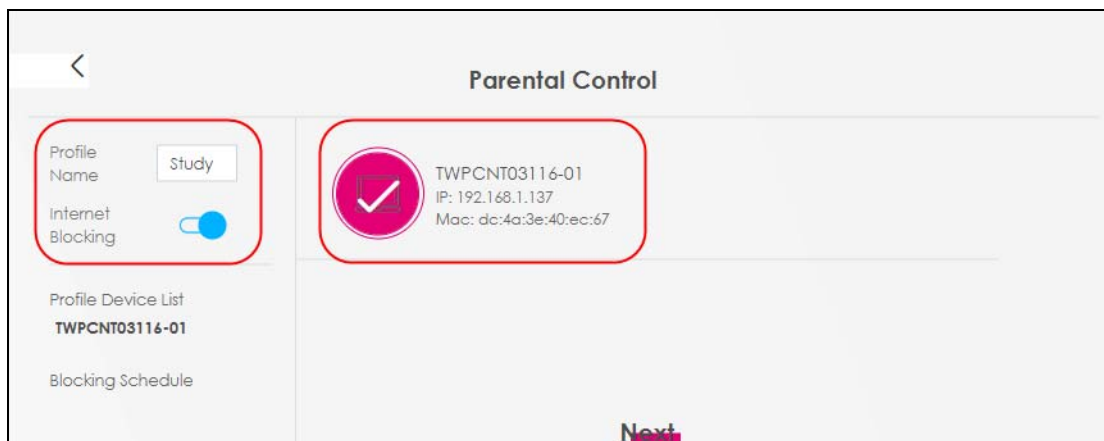 Parental Control
Profile
Name
Study
Internet
Blocking
Profile Device List
TWPCNT03116-01
Blocking Schedule
TWPCNT03116-01
IP: 192.168.1.137
Mac: dc:4a:3e:40:ec:67
Next